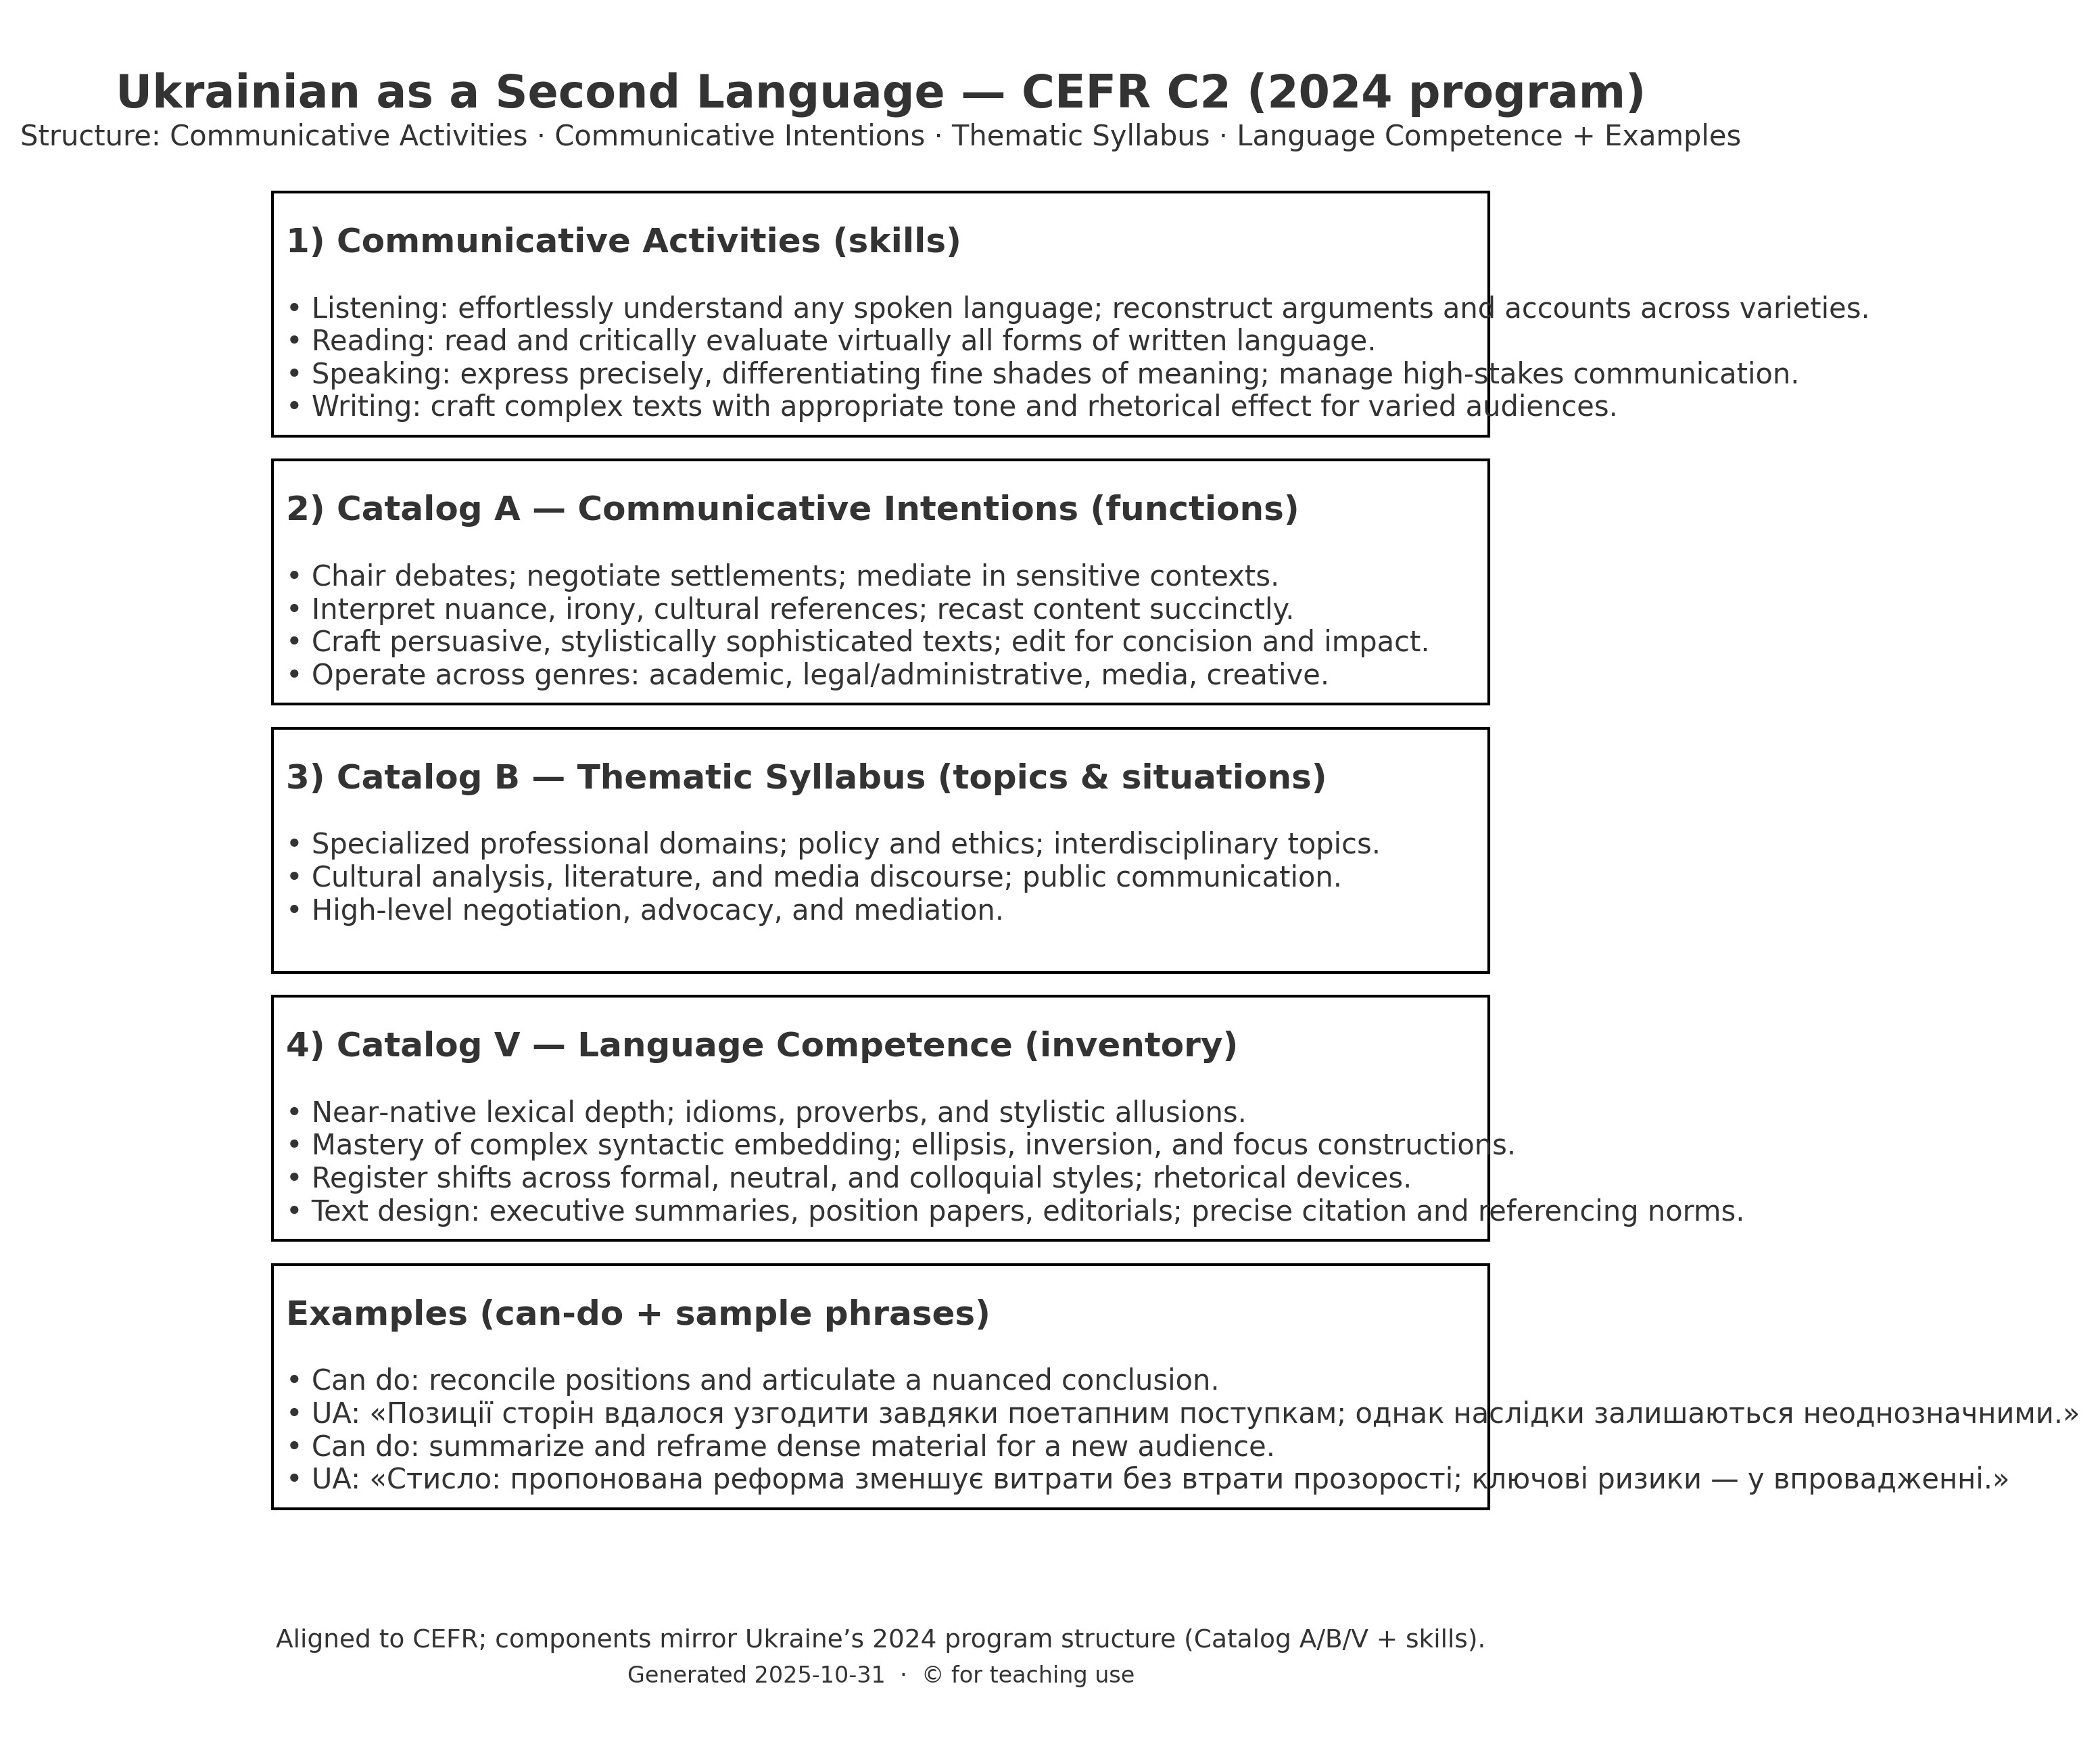 Ukrainian as a Second Language — CEFR C2 (2024 program)
Structure: Communicative Activities · Communicative Intentions · Thematic Syllabus · Language Competence + Examples
1) Communicative Activities (skills)
• Listening: effortlessly understand any spoken language; reconstruct arguments and accounts across varieties.
• Reading: read and critically evaluate virtually all forms of written language.
• Speaking: express precisely, differentiating fine shades of meaning; manage high-stakes communication.
• Writing: craft complex texts with appropriate tone and rhetorical effect for varied audiences.
2) Catalog A — Communicative Intentions (functions)
• Chair debates; negotiate settlements; mediate in sensitive contexts.
• Interpret nuance, irony, cultural references; recast content succinctly.
• Craft persuasive, stylistically sophisticated texts; edit for concision and impact.
• Operate across genres: academic, legal/administrative, media, creative.
3) Catalog B — Thematic Syllabus (topics & situations)
• Specialized professional domains; policy and ethics; interdisciplinary topics.
• Cultural analysis, literature, and media discourse; public communication.
• High-level negotiation, advocacy, and mediation.
4) Catalog V — Language Competence (inventory)
• Near-native lexical depth; idioms, proverbs, and stylistic allusions.
• Mastery of complex syntactic embedding; ellipsis, inversion, and focus constructions.
• Register shifts across formal, neutral, and colloquial styles; rhetorical devices.
• Text design: executive summaries, position papers, editorials; precise citation and referencing norms.
Examples (can-do + sample phrases)
• Can do: reconcile positions and articulate a nuanced conclusion.
• UA: «Позиції сторін вдалося узгодити завдяки поетапним поступкам; однак наслідки залишаються неоднозначними.»
• Can do: summarize and reframe dense material for a new audience.
• UA: «Стисло: пропонована реформа зменшує витрати без втрати прозорості; ключові ризики — у впровадженні.»
Aligned to CEFR; components mirror Ukraine’s 2024 program structure (Catalog A/B/V + skills).
Generated 2025-10-31 · © for teaching use